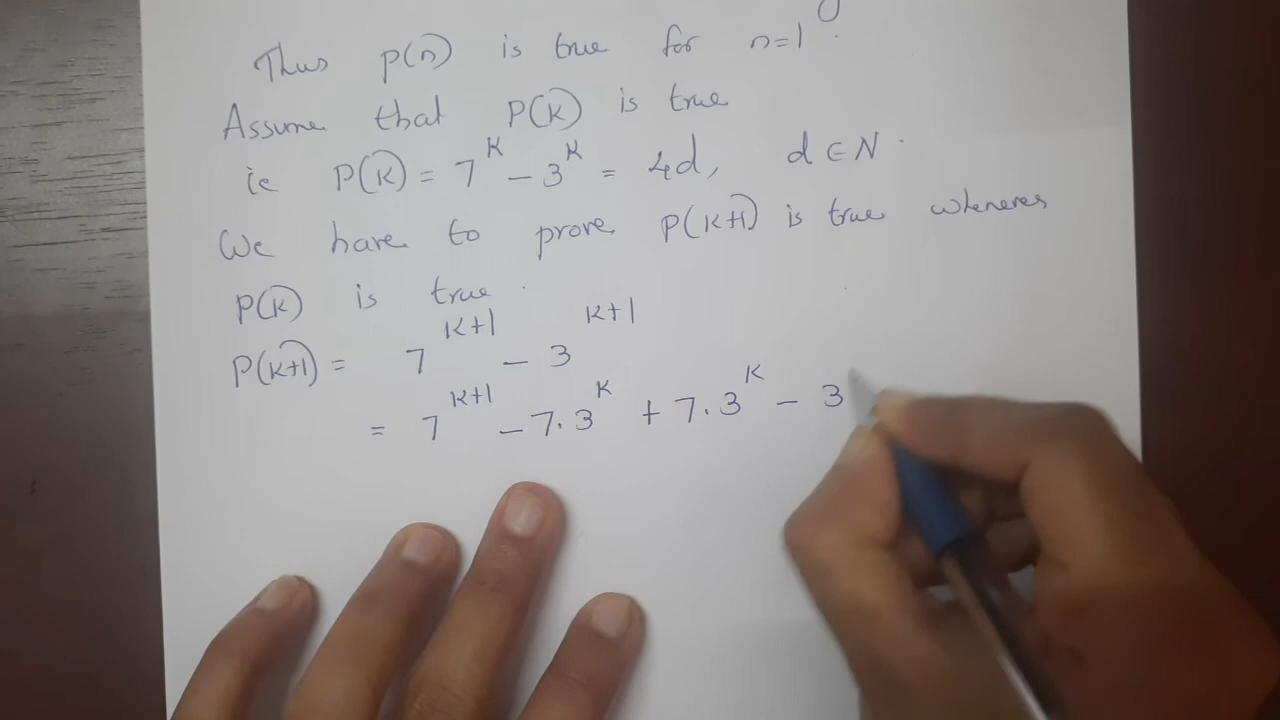 Thus P(n) is true for n=1.
Assume that P(k) is true
ie P(k) = 7^k - 3^k = 4d, d ∈ N.
We have to prove P(k+1) is true whenever
P(k) is true.
P(k+1) = 7^{k+1} - 3^{k+1}
= 7^{k+1} - 7.3^k + 7.3^k - 3